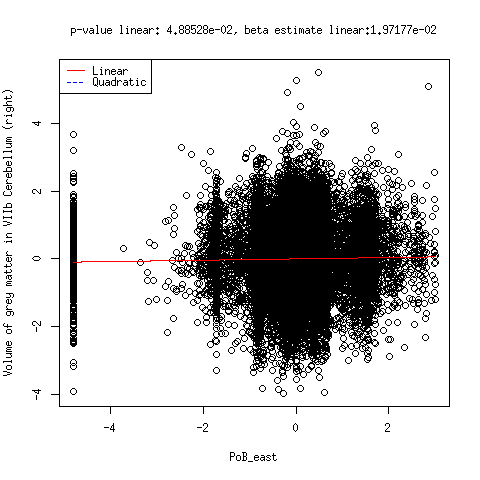 p-value linear: 4.88528e-02, beta estimate linear:1.97177e-02
Linear
Quadratic
Volume of grey matter in VIIb Cerebellum (right)
4
2
0
-2
-4
-4 -2 0 2
PoB_east